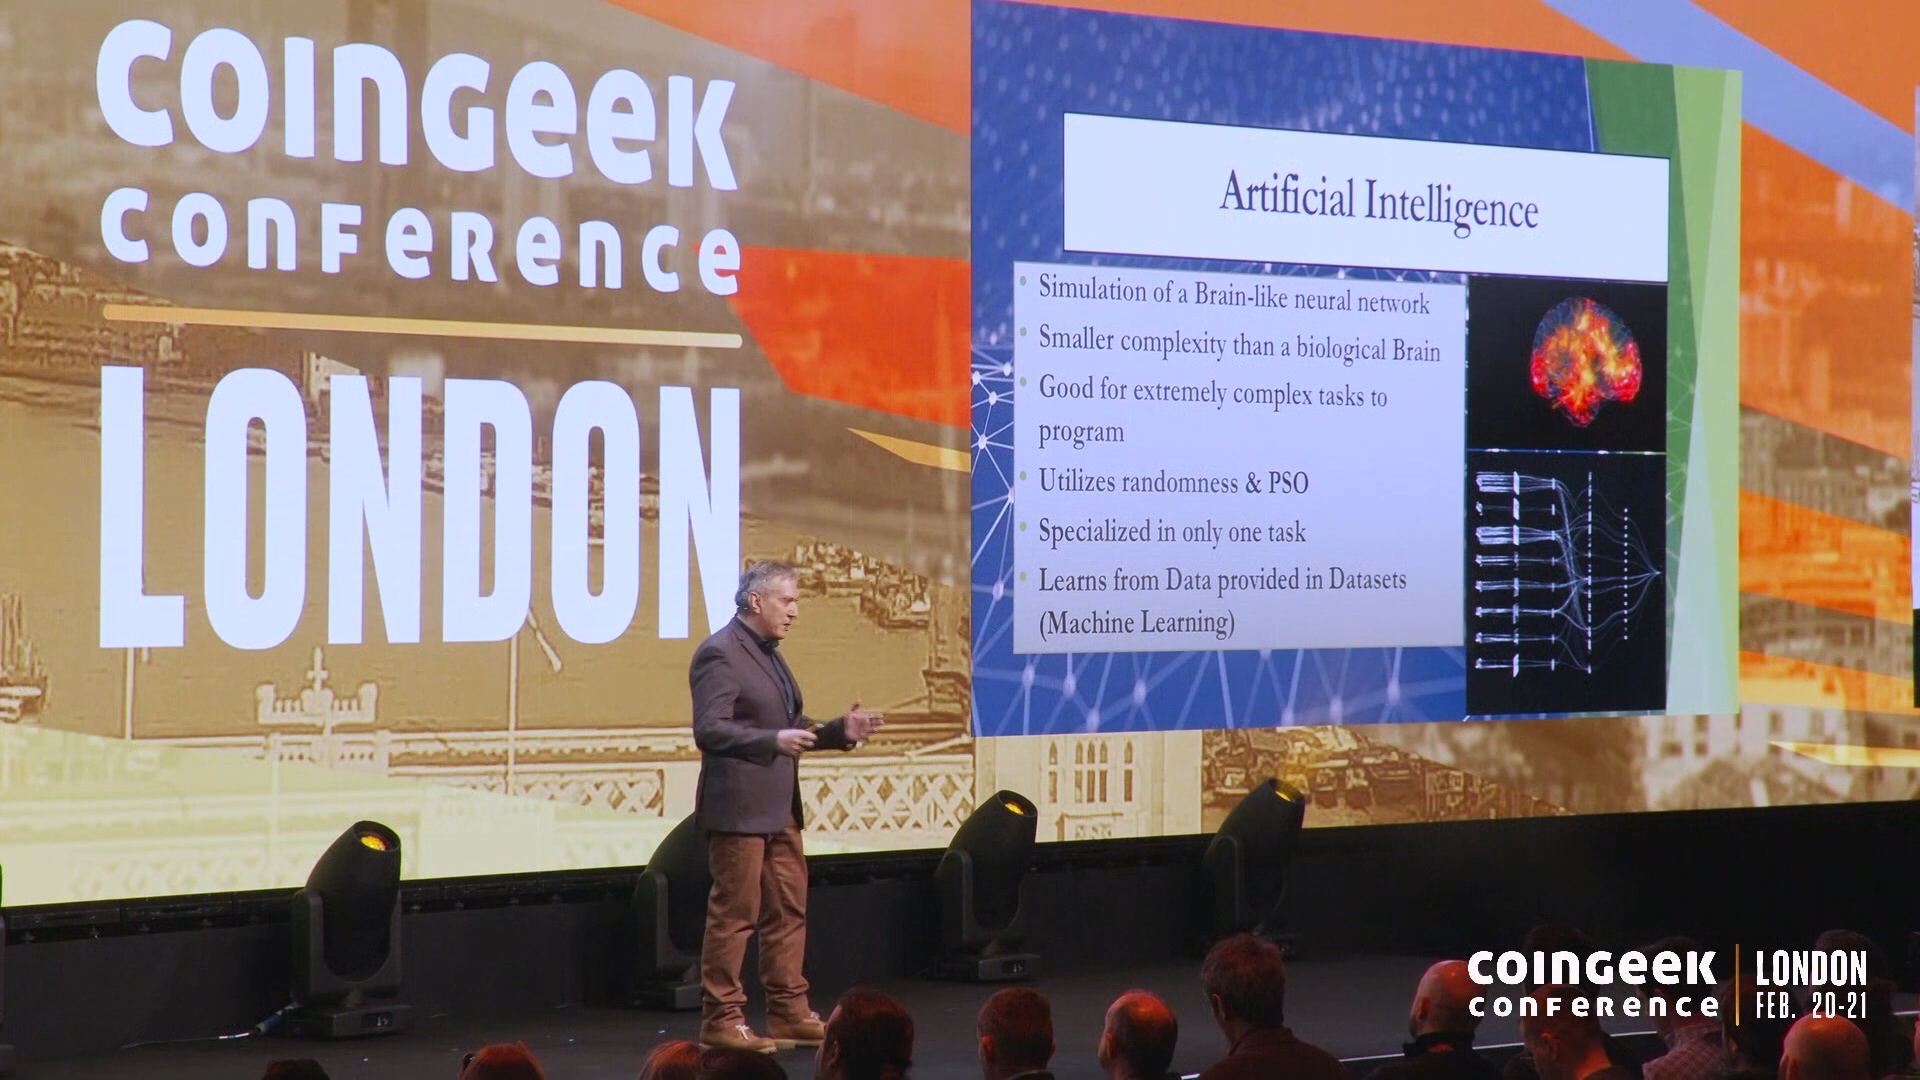 COINGEEK
CONFERENCE
LONDON
Artificial Intelligence
Simulation of a Brain-like neural network
Smaller complexity than a biological Brain
Good for extremely complex tasks to
program
Utilizes randomness & PSO
Specialized in only one task
Learns from Data provided in Datasets
(Machine Learning)
COINGEEK
CONFERENCE
LONDON
FEB. 20-21